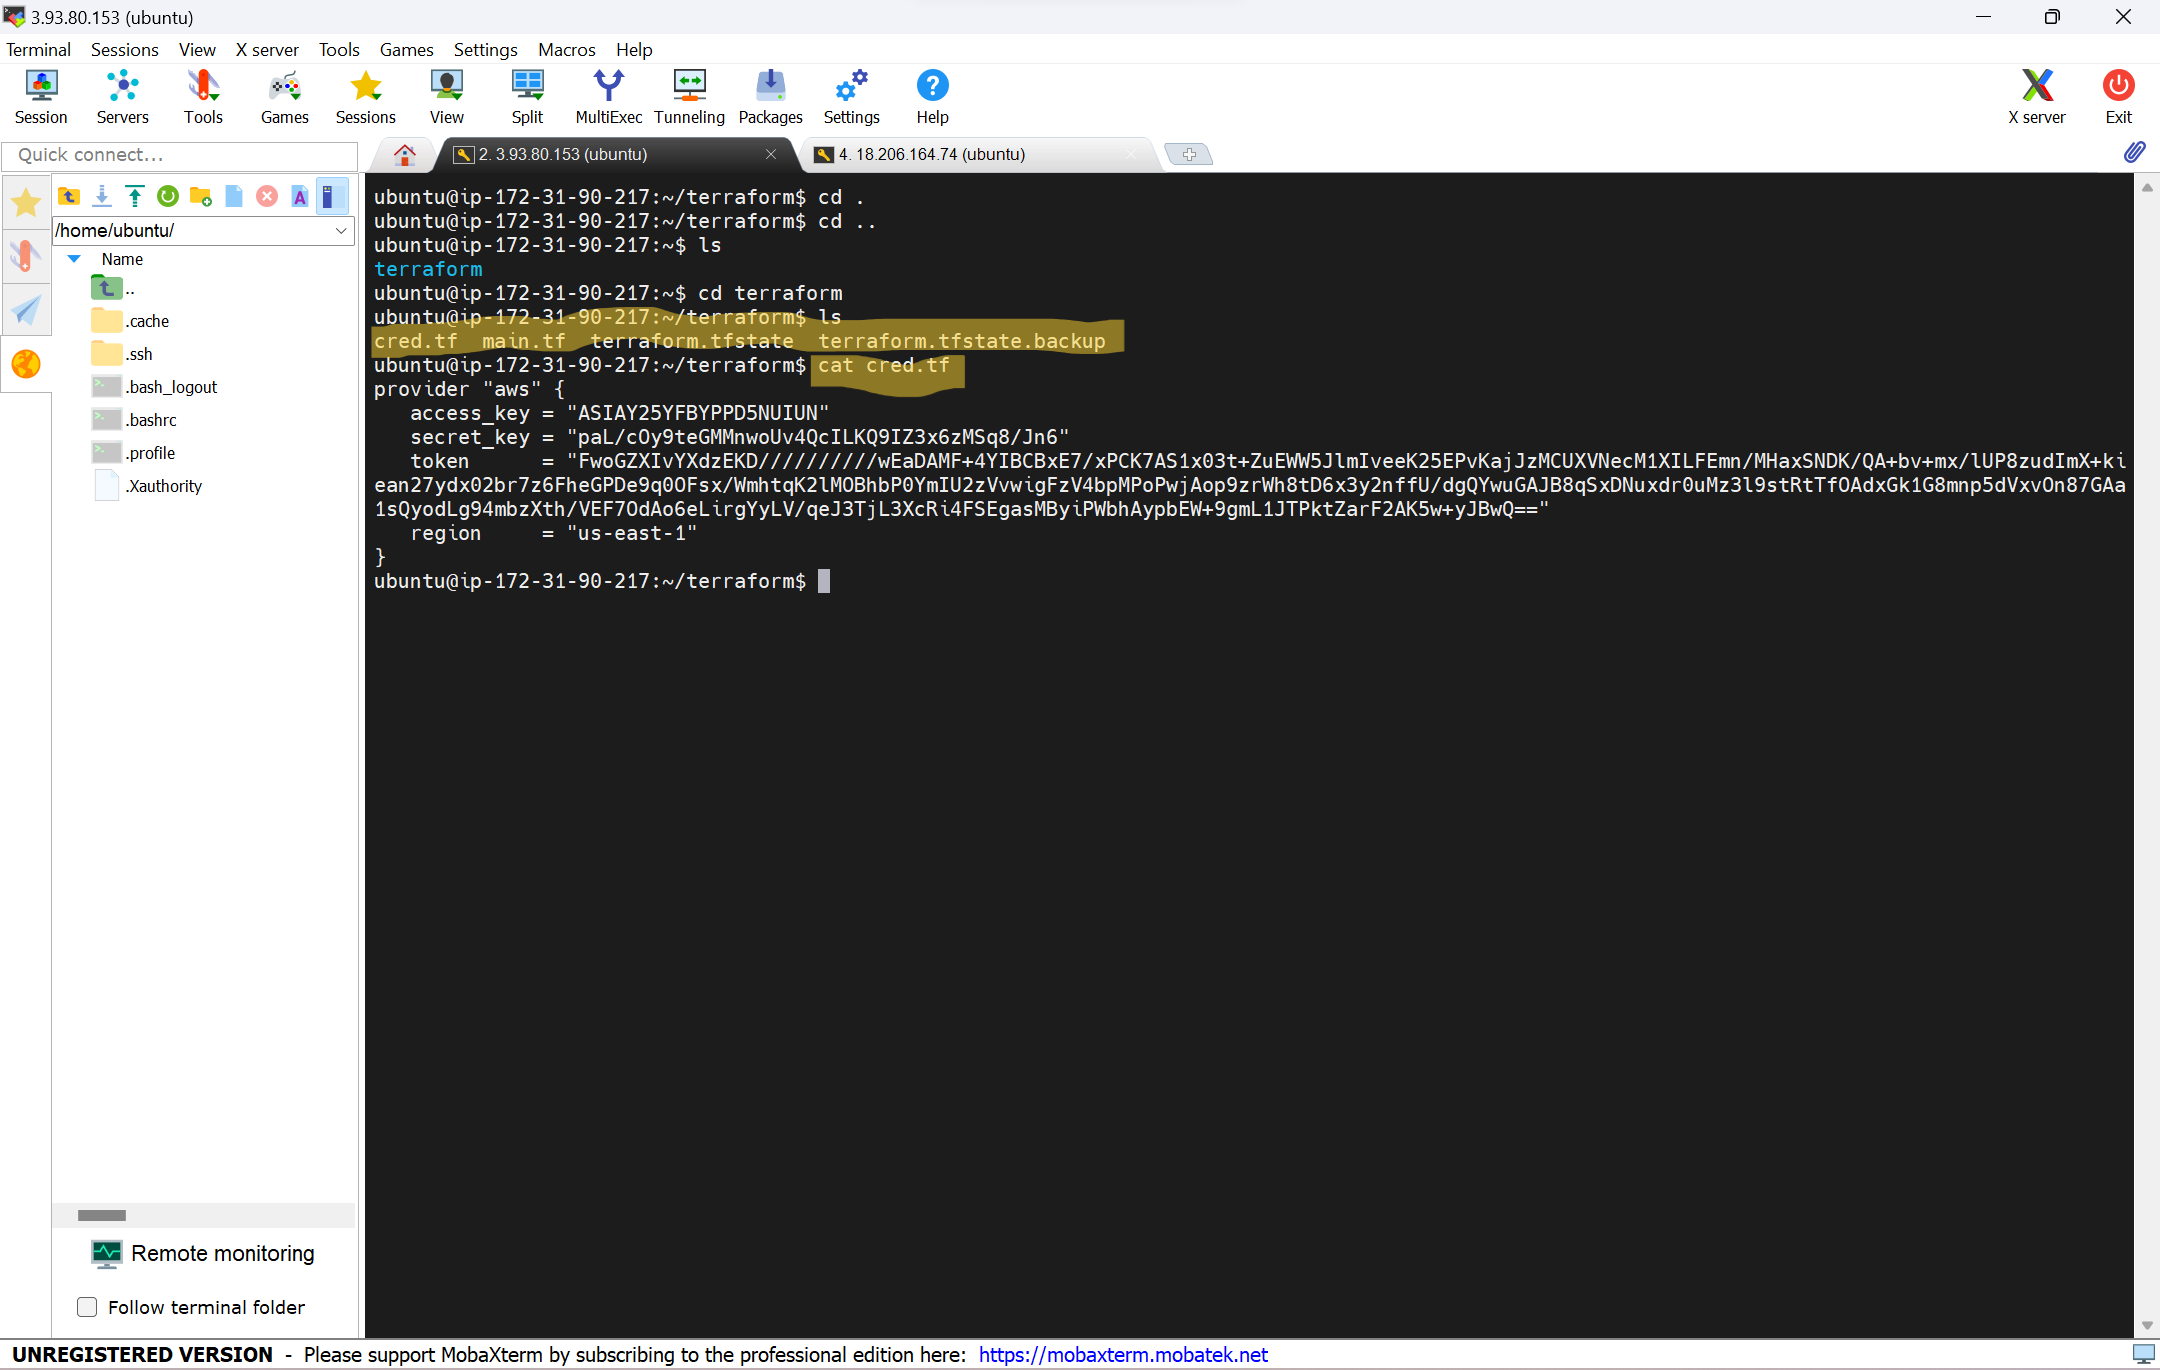 3.93.80.153 (ubuntu)
Terminal Sessions View X server Tools Games Settings Macros Help
Session Servers Tools Games Sessions View Split MultiExec Tunneling Packages Settings Help X server Exit
Quick connect...
2. 3.93.80.153 (ubuntu)
4. 18.206.164.74 (ubuntu)
/home/ubuntu/
Name
..
.cache
.ssh
.bash_logout
.bashrc
.profile
.Xauthority
Remote monitoring
Follow terminal folder
ubuntu@ip-172-31-90-217:~/terraform$ cd .
ubuntu@ip-172-31-90-217:~/terraform$ cd ..
ubuntu@ip-172-31-90-217:~$ ls
terraform
ubuntu@ip-172-31-90-217:~$ cd terraform
ubuntu@ip-172-31-90-217:~/terraform$ ls
cred.tf main.tf terraform.tfstate terraform.tfstate.backup
ubuntu@ip-172-31-90-217:~/terraform$ cat cred.tf
provider "aws" {
access_key = "ASIAY25YFBYPPD5NUIUN"
secret_key = "paL/cOy9teGMMnwoUv4QcILKQ9IZ3x6zMSq8/Jn6"
token = "FwoGZXIvYXdzEKD//////////wEaDAMF+4YIBCBxE7/xPCK7AS1x03t+ZuEWW5JlmIveeK25EPvKajJzMCUXVNecM1XILFEmn/MHaxSNDK/QA+bv+mx/lUP8zudImX+ki
ean27ydx02br7z6FheGPDe9q0OFsx/WmhtqK2lMOBhbP0YmIU2zVvwigFzV4bpMPoPwjAop9zrWh8tD6x3y2nffU/dgQYwuGAJB8qSxDNuxdr0uMz3l9stRtTfOAdxGk1G8mnp5dVxvOn87GAa
1sQyodLg94mbzXth/VEF7OdAo6eLirgYyLV/qeJ3TjL3XcRi4FSEgasMByiPWbhAypbEW+9gmL1JTPktZarF2AK5w+yJBwQ=="
region = "us-east-1"
}
ubuntu@ip-172-31-90-217:~/terraform$
UNREGISTERED VERSION - Please support MobaXterm by subscribing to the professional edition here: https://mobaxterm.mobatek.net